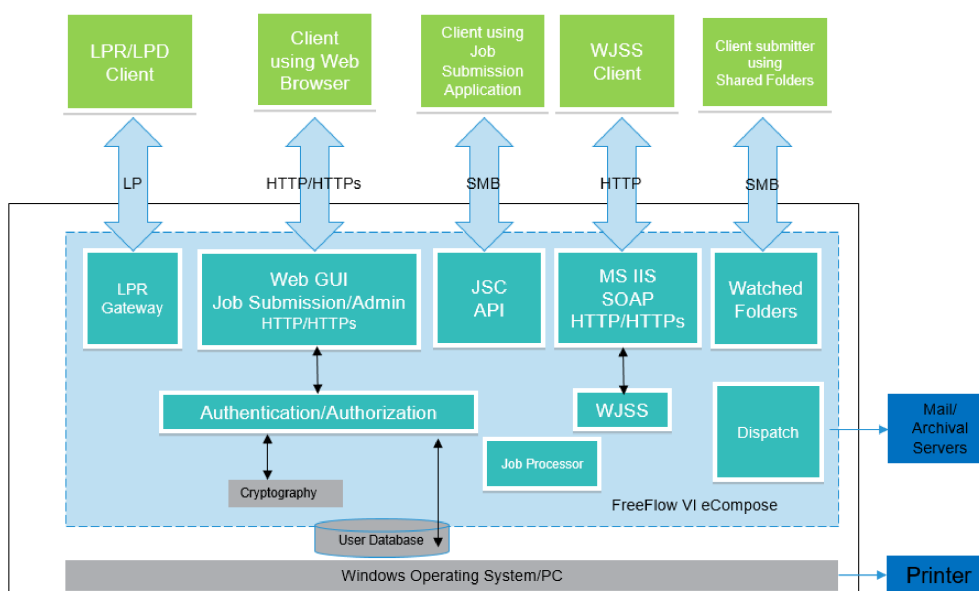 LPR/LPD
Client
Client
using Web
Browser
Client using
Job
Submission
Application
WJSS
Client
Client submitter
using
Shared Folders
LP
HTTP/HTTPs
SMB
HTTP
SMB
LPR
Gateway
Web GUI
Job Submission/Admin
HTTP/HTTPs
JSC
API
MS IIS
SOAP
HTTP/HTTPs
Watched
Folders
Authentication/Authorization
WJSS
Dispatch
Mail/
Archival
Servers
Job Processor
Cryptography
FreeFlow VI eCompose
User Database
Windows Operating System/PC
Printer